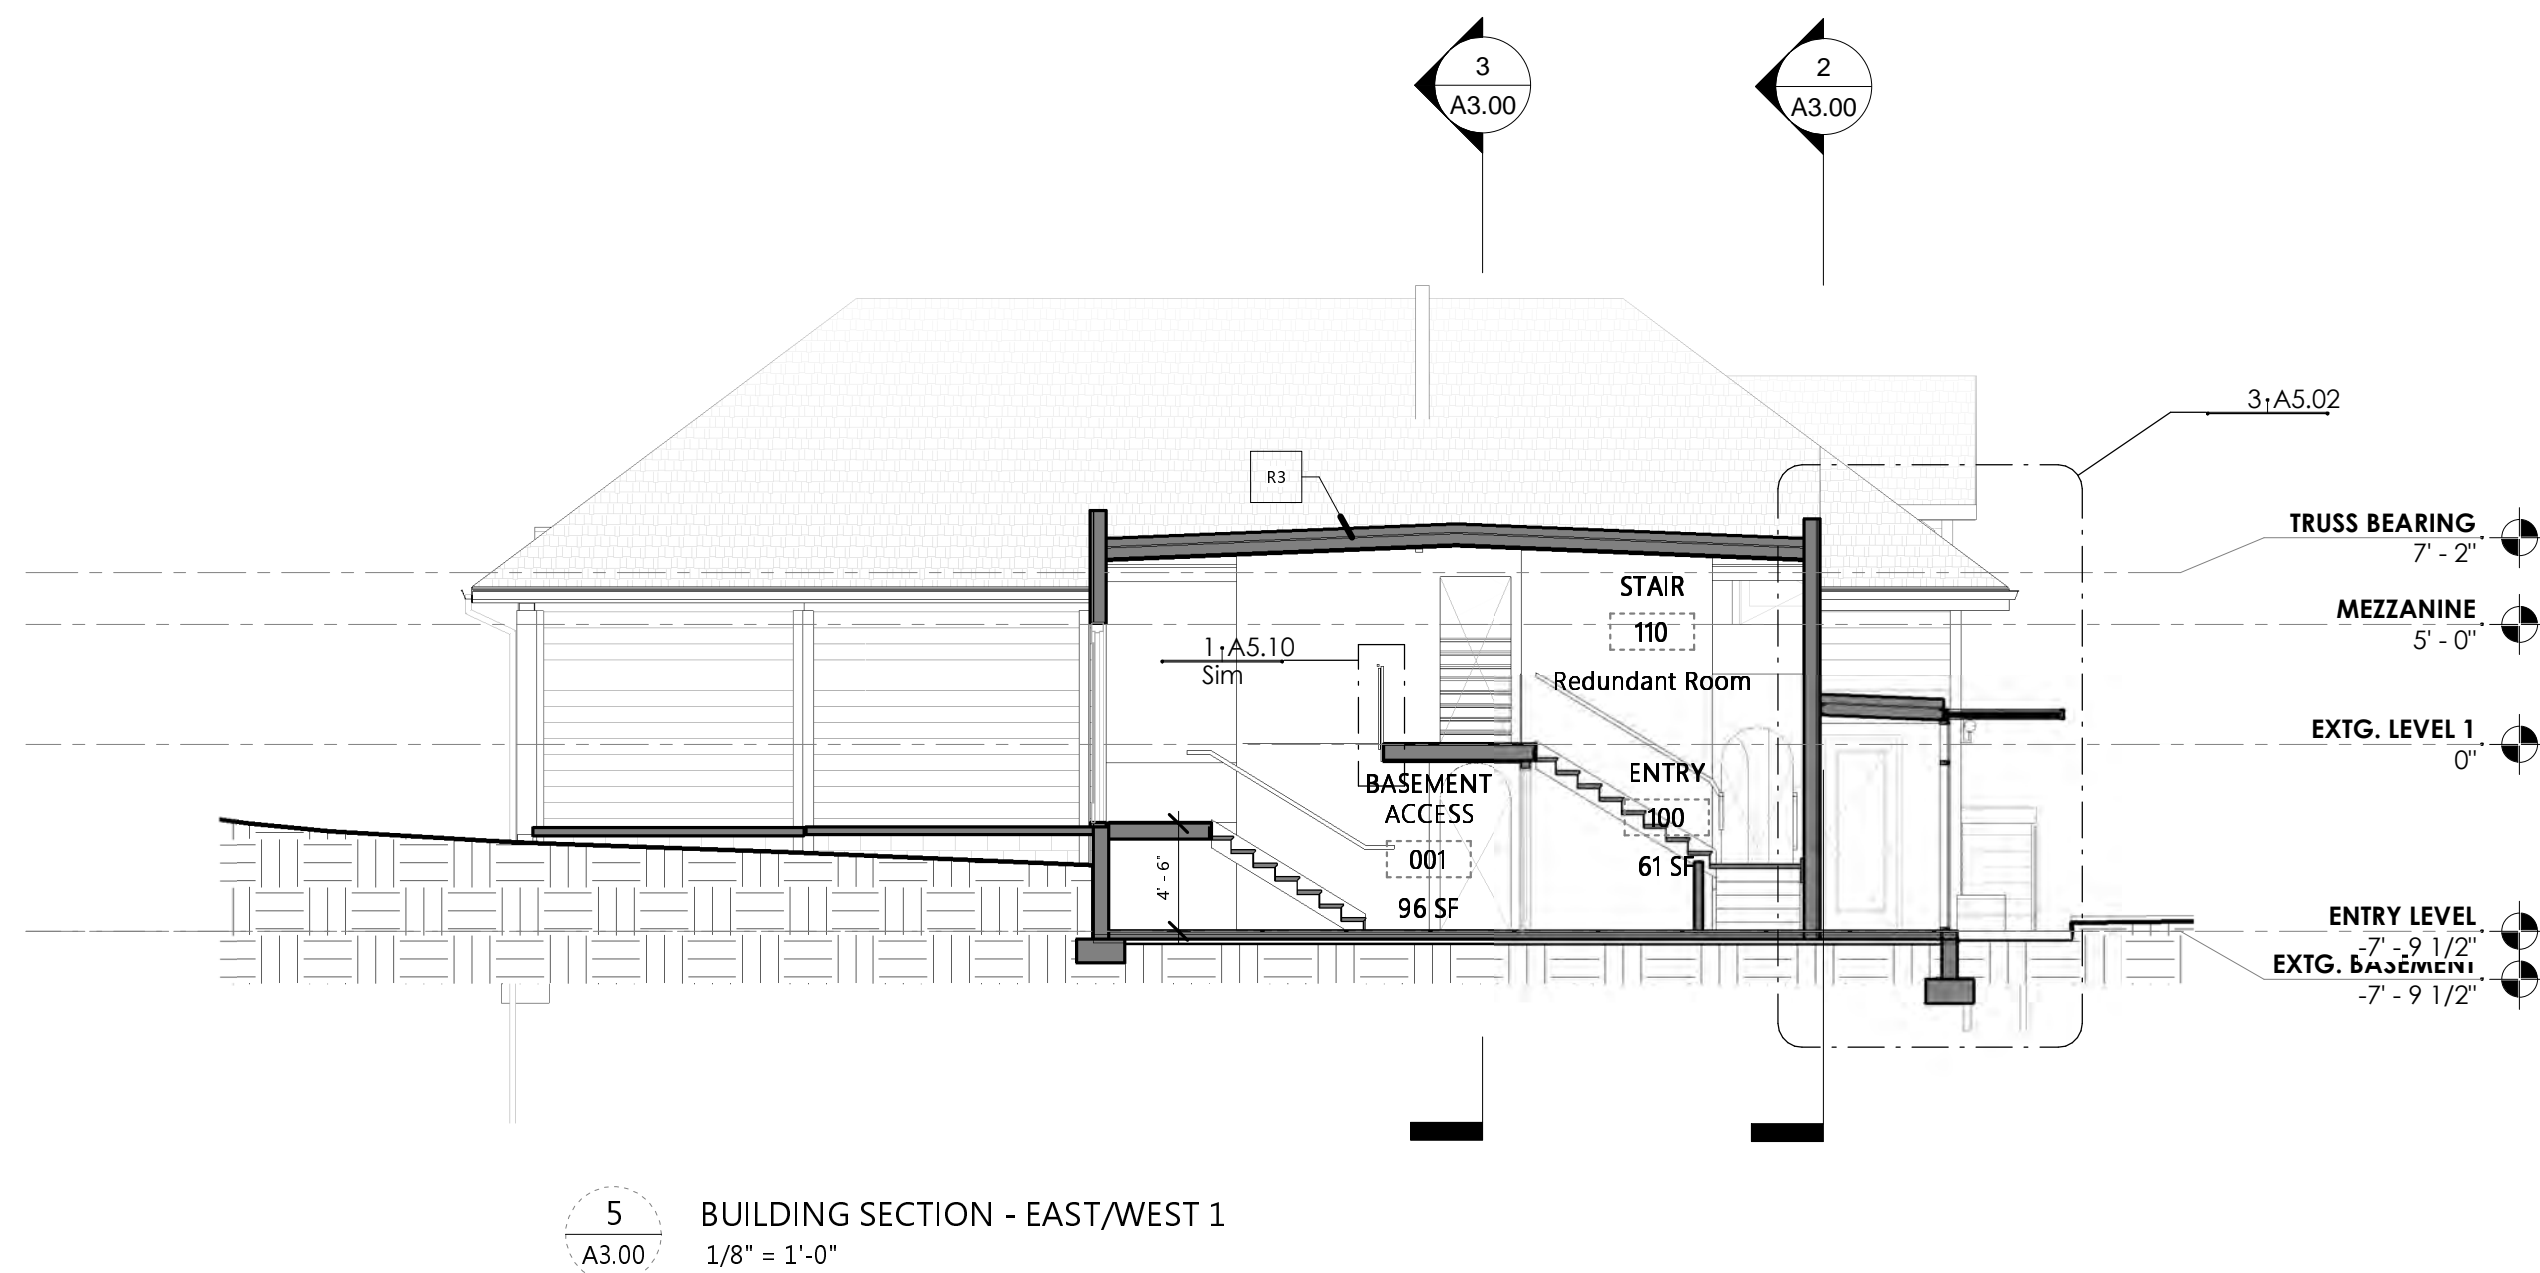 3
A3.00
2
A3.00
3 A5.02
R3
TRUSS BEARING
7' - 2"
MEZZANINE
5' - 0"
STAIR
110
Redundant Room
1 A5.10
Sim
EXTG. LEVEL 1
0"
BASEMENT
ACCESS
001
96 SF
ENTRY
100
61 SF
4' - 6"
ENTRY LEVEL
-7' - 9 1/2"
EXTG. BASEMENT
-7' - 9 1/2"
5
A3.00
BUILDING SECTION - EAST/WEST 1
1/8" = 1'-0"